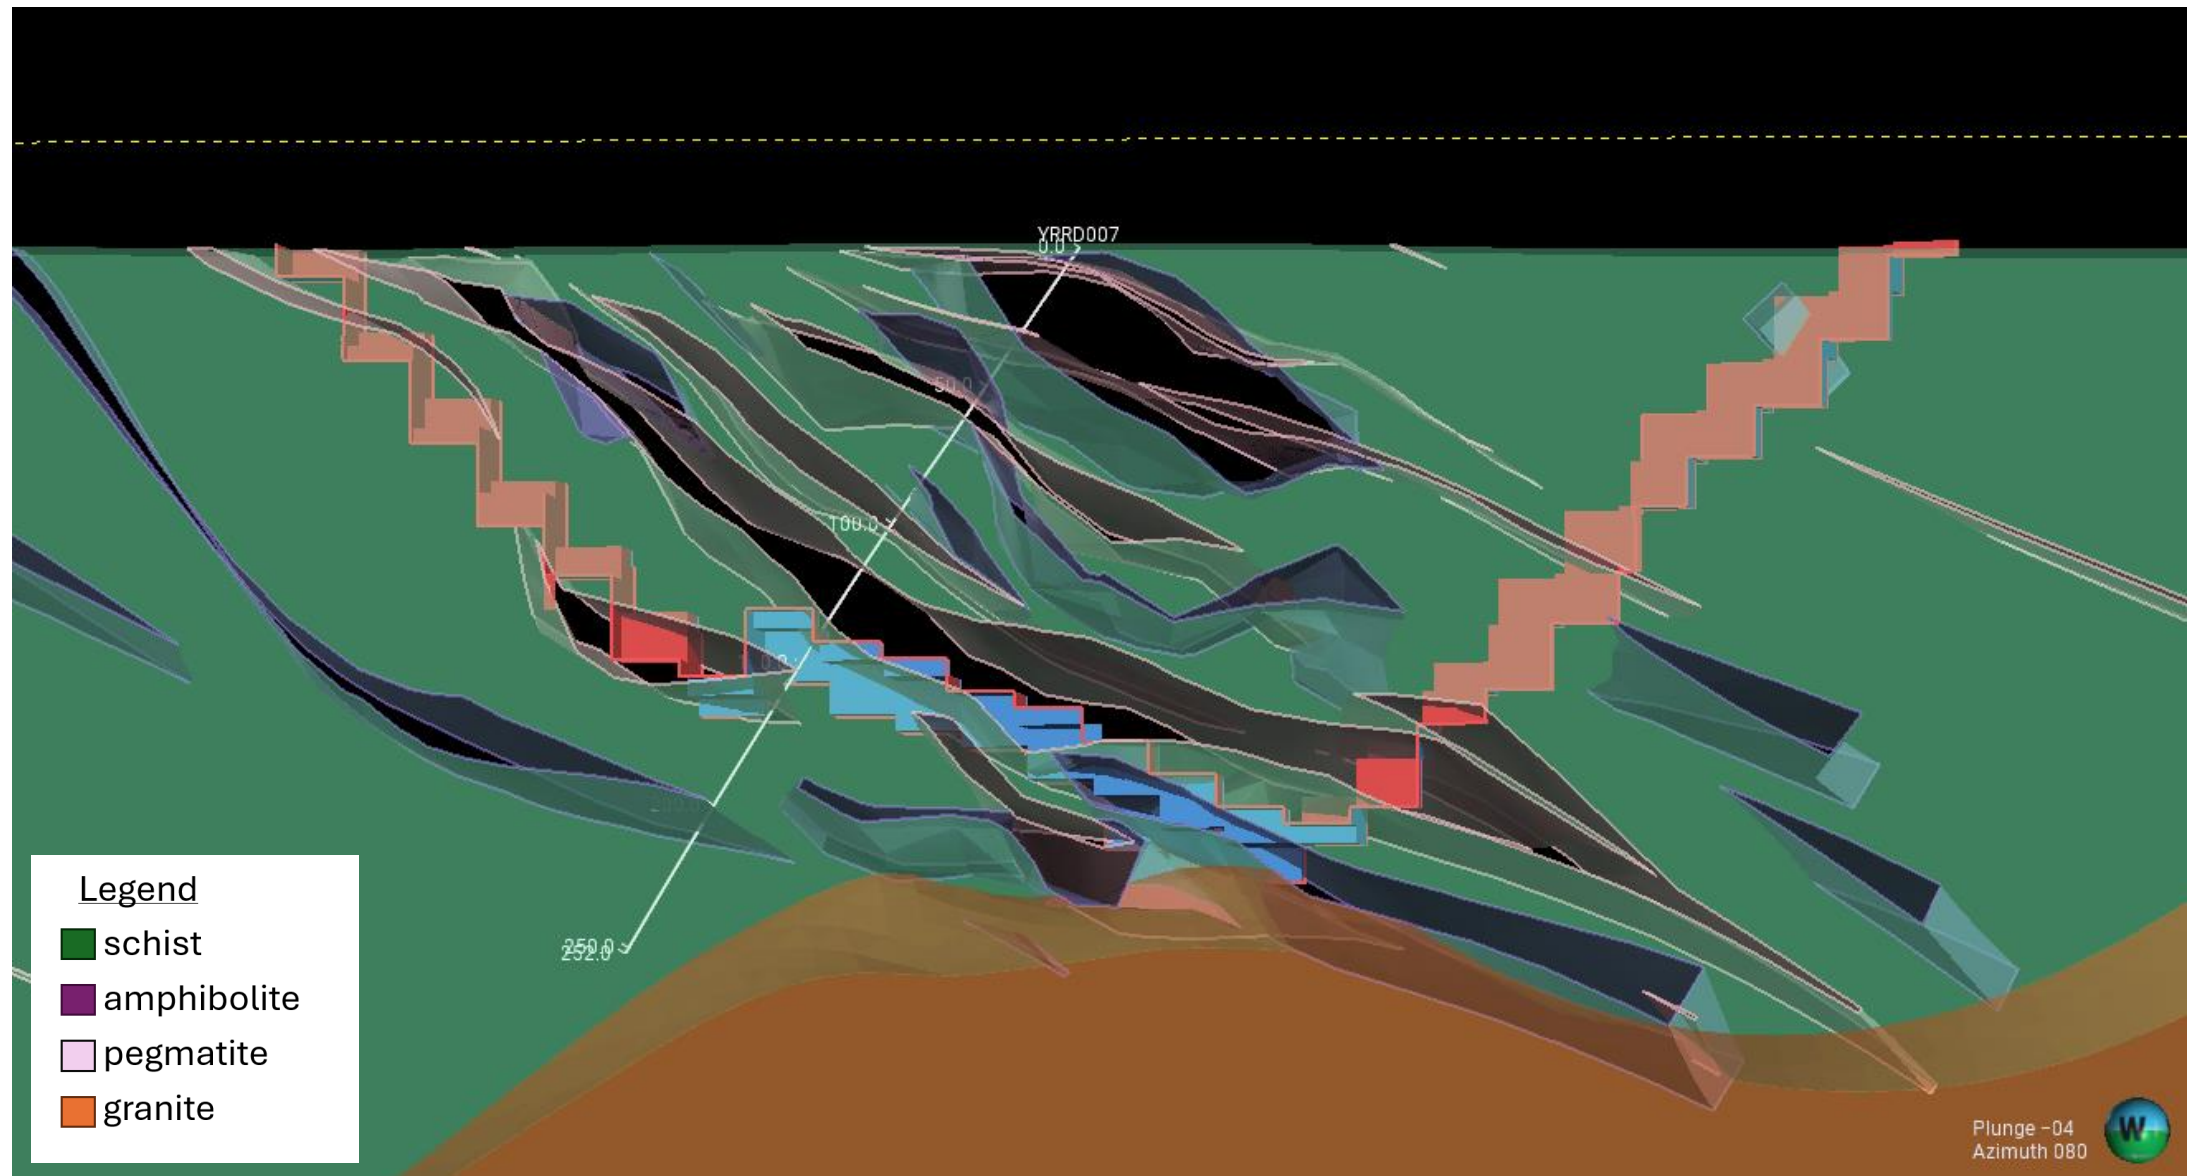 YRRD007
0.0
50.0
100.0
250.0
252.0
Legend
schist
amphibolite
pegmatite
granite
Plunge -04
Azimuth 080
W